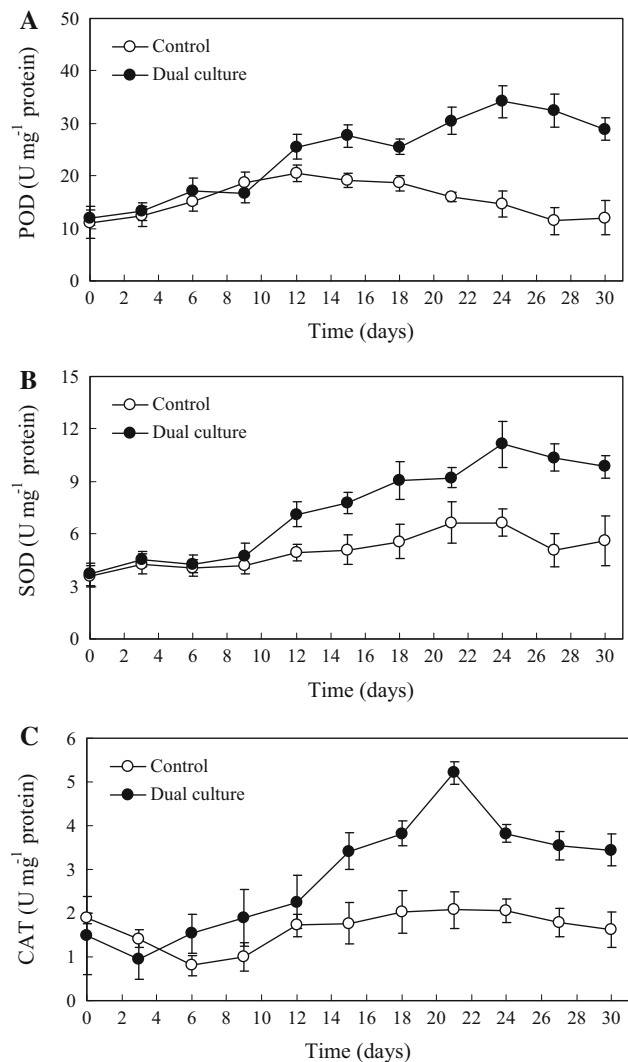 A
50
40
30
20
10
0
POD (U mg⁻¹ protein)
Control
Dual culture
0 2 4 6 8 10 12 14 16 18 20 22 24 26 28 30
Time (days)
B
15
12
9
6
3
0
SOD (U mg⁻¹ protein)
Control
Dual culture
0 2 4 6 8 10 12 14 16 18 20 22 24 26 28 30
Time (days)
C
6
5
4
3
2
1
0
CAT (U mg⁻¹ protein)
Control
Dual culture
0 2 4 6 8 10 12 14 16 18 20 22 24 26 28 30
Time (days)